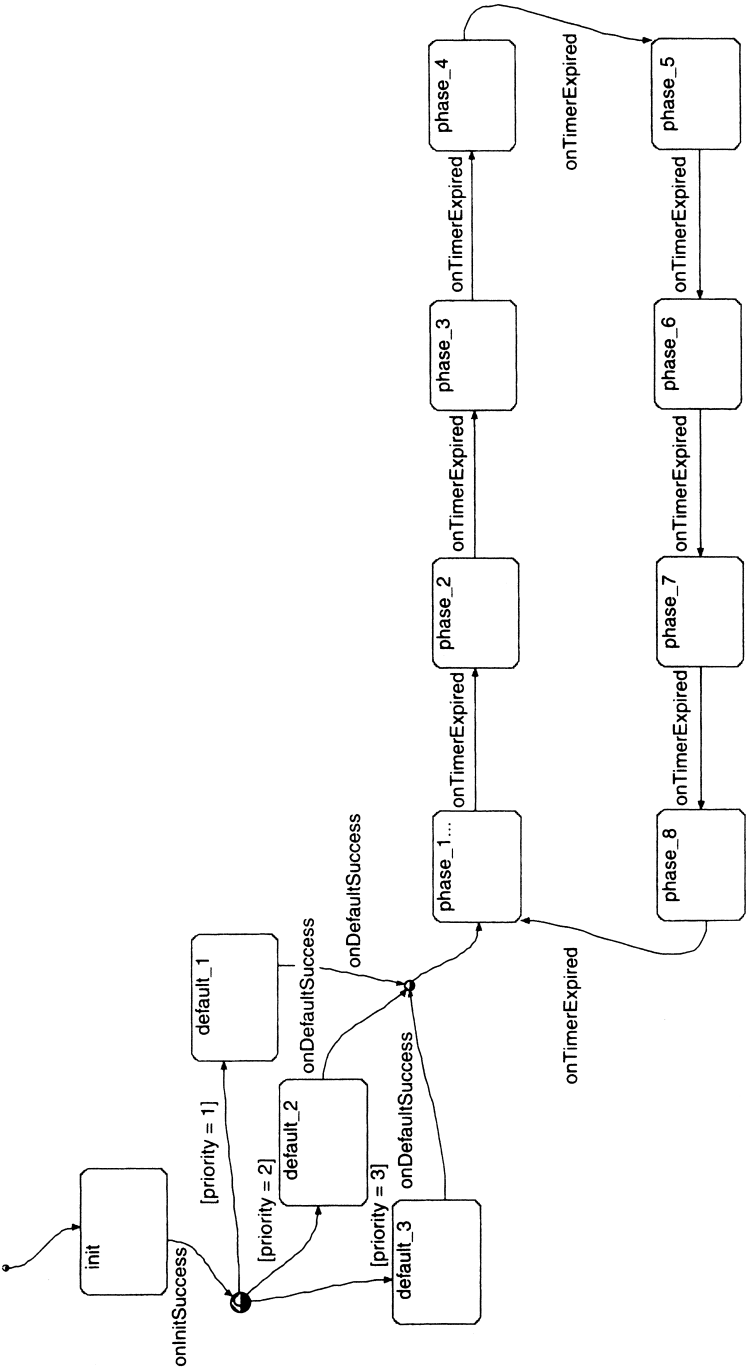 init
onInitSuccess
[priority = 1]
[priority = 2]
[priority = 3]
default_1
default_2
default_3
onDefaultSuccess
onDefaultSuccess
onDefaultSuccess
phase_1...
onTimerExpired
phase_2
onTimerExpired
phase_3
onTimerExpired
phase_4
onTimerExpired
phase_5
onTimerExpired
phase_6
onTimerExpired
phase_7
onTimerExpired
phase_8
onTimerExpired